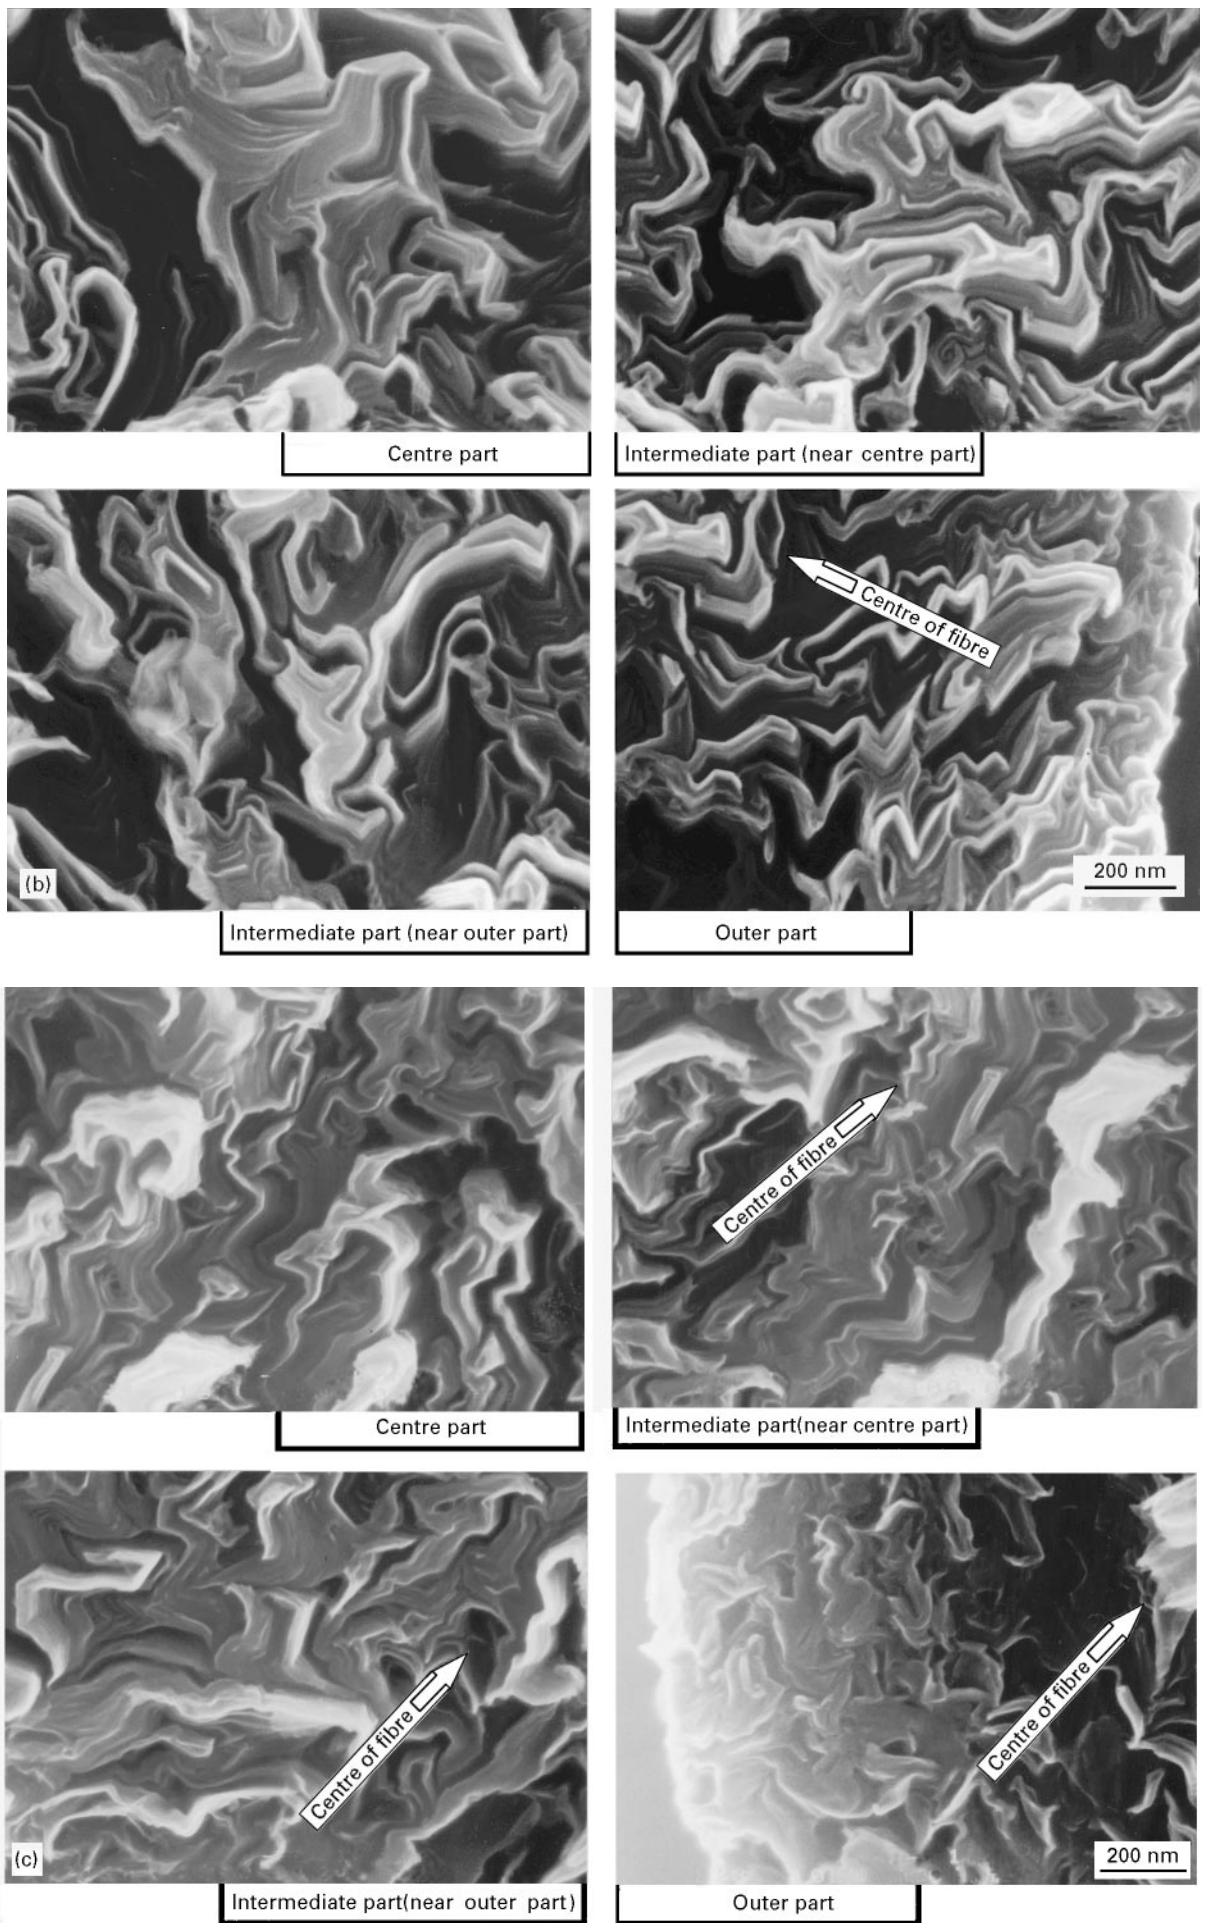 Centre part
Intermediate part (near centre part)
Centre of fibre
200 nm
(b)
Intermediate part (near outer part)
Outer part
Centre of fibre
Centre part
Intermediate part(near centre part)
Centre of fibre
Centre of fibre
200 nm
(c)
Intermediate part(near outer part)
Outer part